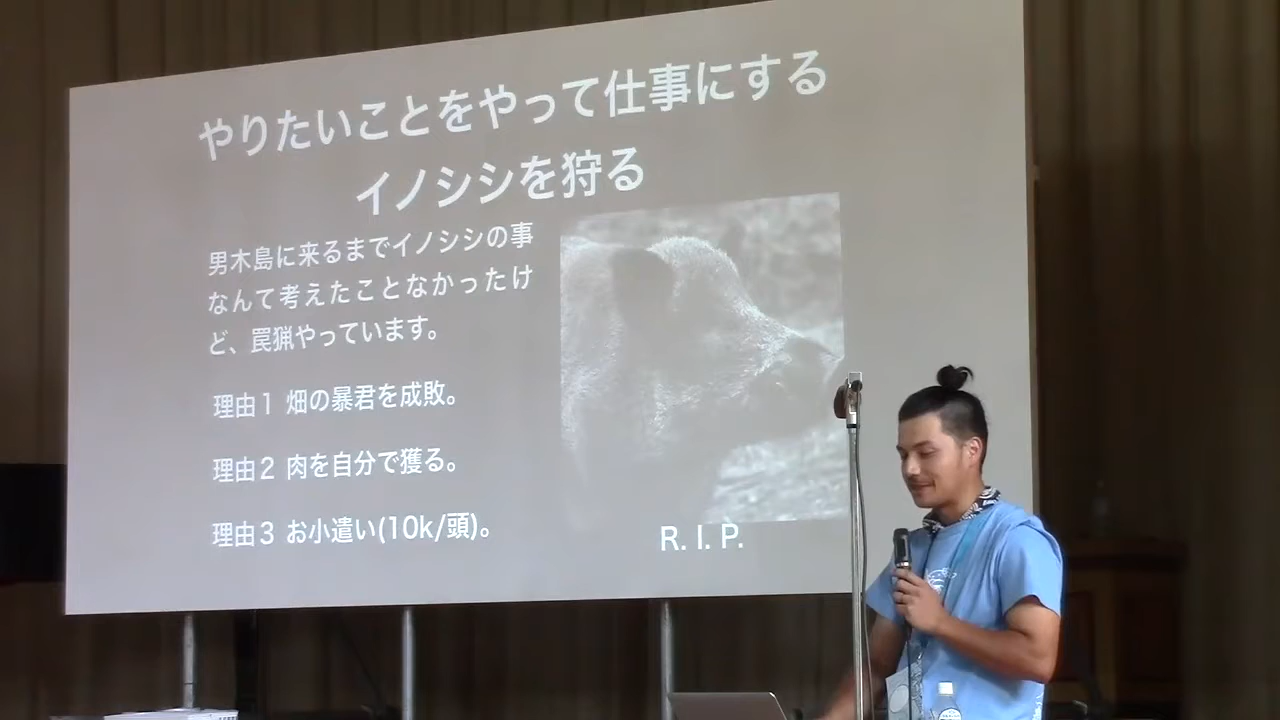 やりたいことをやって仕事にする
イノシシを狩る
男木島に来るまでイノシシの事
なんて考えたことなかったけ
ど、罠猟やっています。
理由１ 畑の暴君を成敗。
理由２ 肉を自分で獲る。
理由３ お小遣い(10k/頭)。
R. I. P.